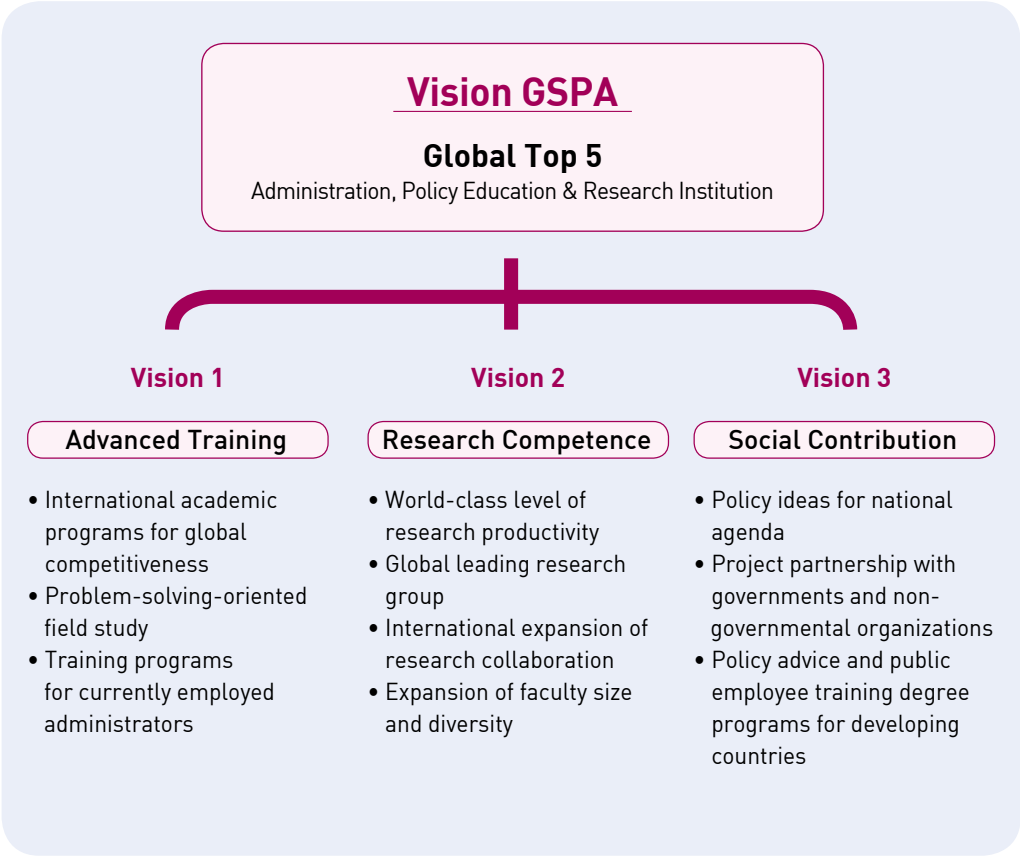 Vision GSPA
Global Top 5
Administration, Policy Education & Research Institution
Vision 1
Advanced Training
• International academic
programs for global
competitiveness
• Problem-solving-oriented
field study
• Training programs
for currently employed
administrators
Vision 2
Research Competence
• World-class level of
research productivity
• Global leading research
group
• International expansion of
research collaboration
• Expansion of faculty size
and diversity
Vision 3
Social Contribution
• Policy ideas for national
agenda
• Project partnership with
governments and non-
governmental organizations
• Policy advice and public
employee training degree
programs for developing
countries